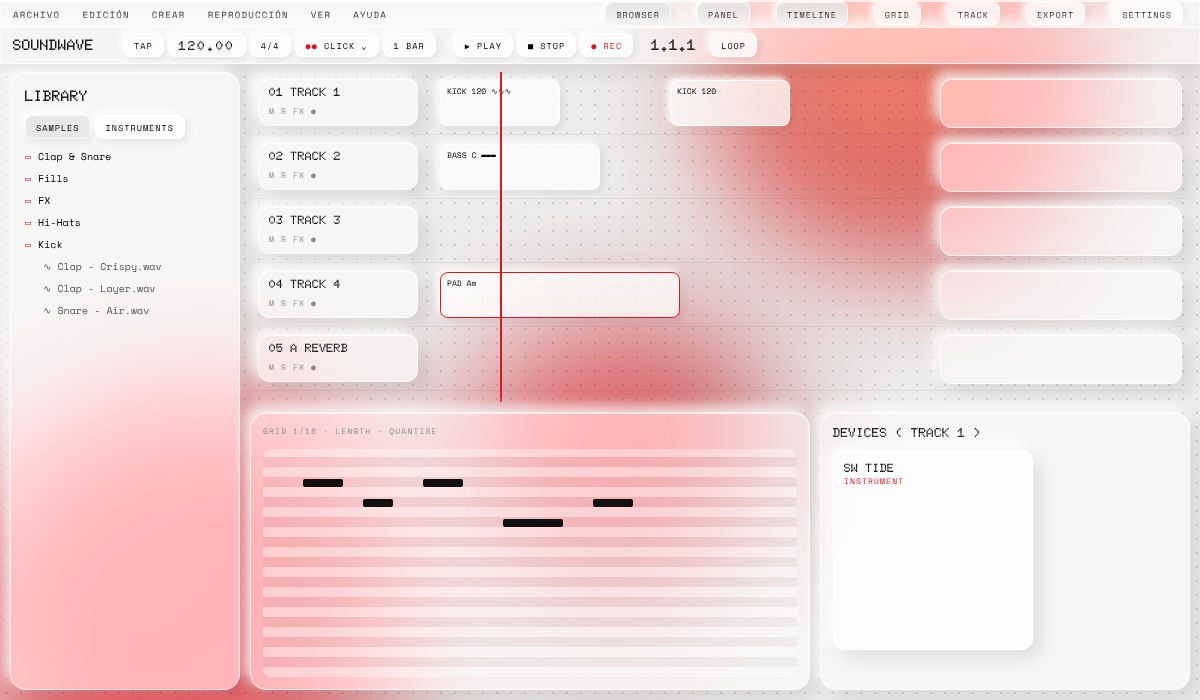 ARCHIVO EDICIÓN CREAR REPRODUCCIÓN VER AYUDA BROWSER PANEL TIMELINE GRID TRACK EXPORT SETTINGS
SOUNDWAVE TAP 120.00 4/4 CLICK 1 BAR PLAY STOP REC 1.1.1 LOOP
LIBRARY
SAMPLES INSTRUMENTS
Clap & Snare
Fills
FX
Hi-Hats
Kick
Clap - Crispy.wav
Clap - Layer.wav
Snare - Air.wav
01 TRACK 1
M S FX
KICK 120
KICK 120
02 TRACK 2
M S FX
BASS C
03 TRACK 3
M S FX
04 TRACK 4
M S FX
PAD Am
05 A REVERB
M S FX
GRID 1/16 · LENGTH · QUANTISE
DEVICES ( TRACK 1 )
SW TIDE
INSTRUMENT